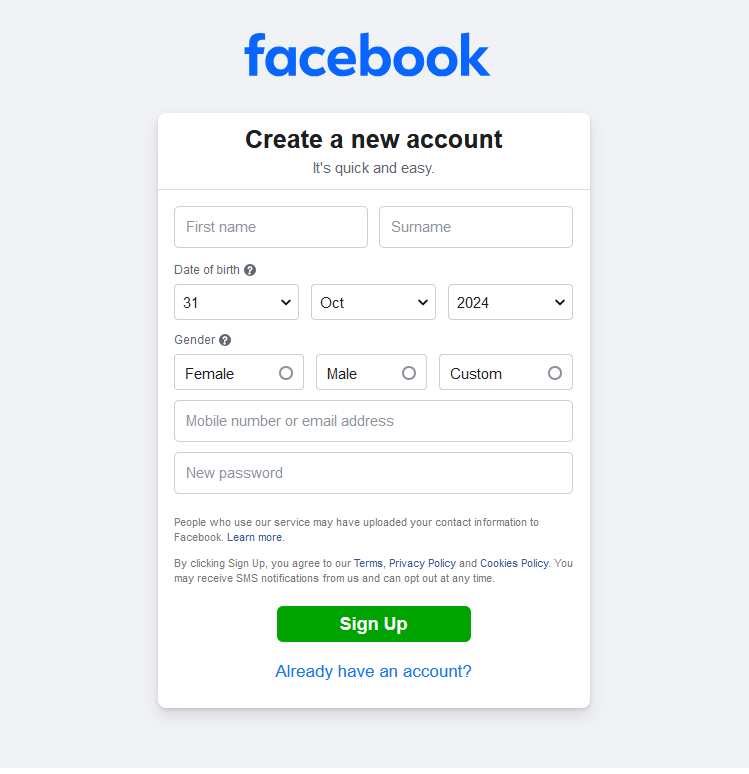 facebook
Create a new account
It's quick and easy.
First name Surname
Date of birth ?
31 Oct 2024
Gender ?
Female Male Custom
Mobile number or email address
New password
People who use our service may have uploaded your contact information to
Facebook. Learn more.
By clicking Sign Up, you agree to our Terms, Privacy Policy and Cookies Policy. You
may receive SMS notifications from us and can opt out at any time.
Sign Up
Already have an account?